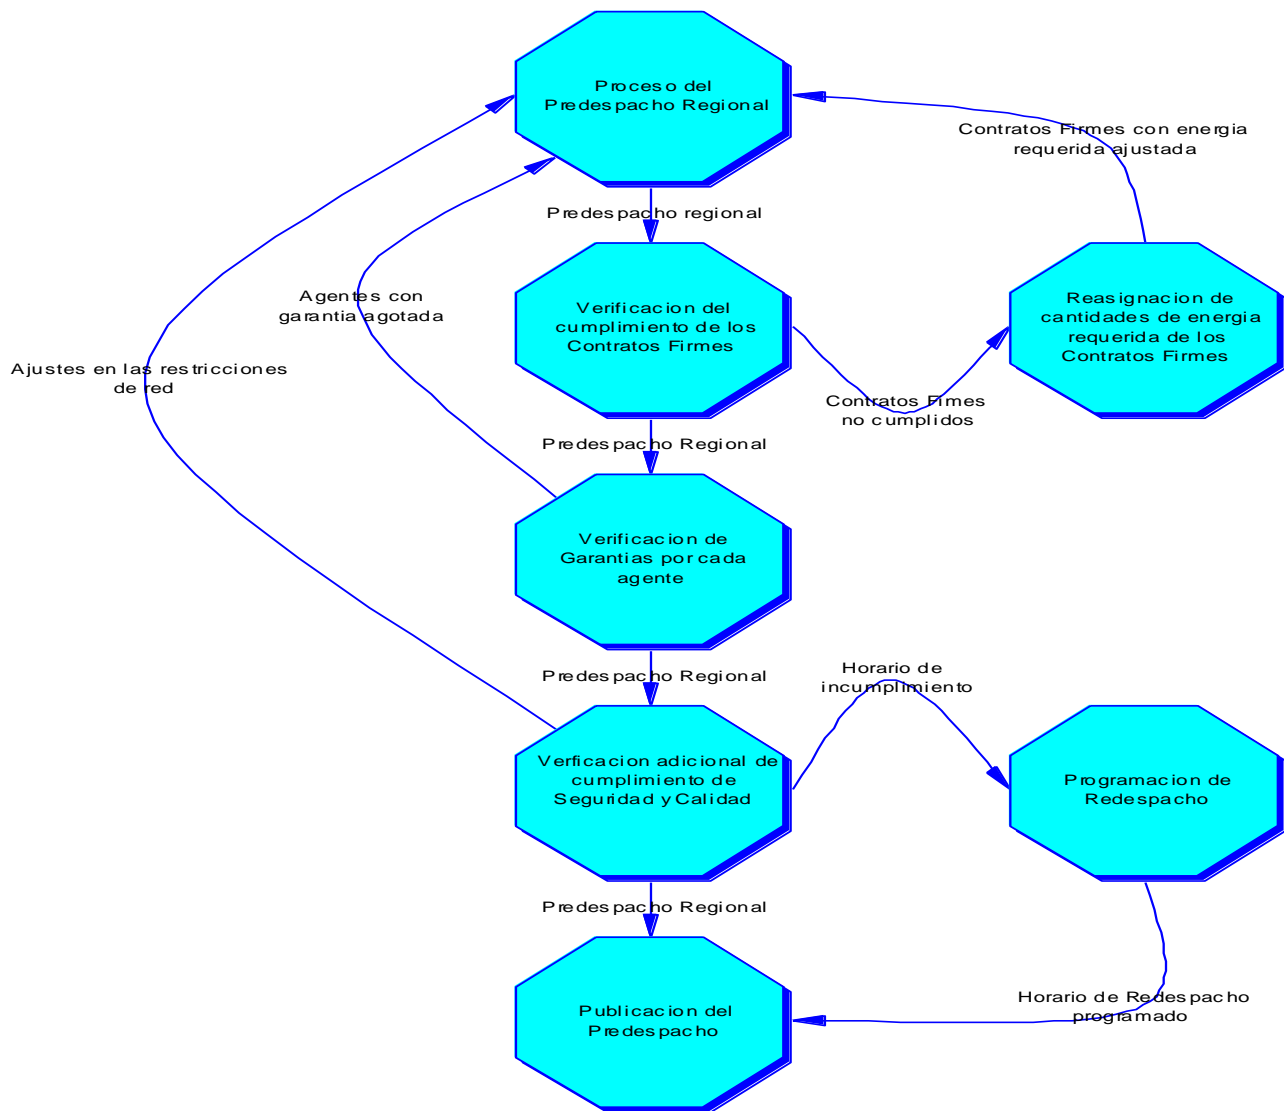 Proceso del
Predespacho Regional
Contratos Firmes con energia
requerida ajustada
Predespacho regional
Agentes con
garantia agotada
Verificacion del
cumplimiento de los
Contratos Firmes
Reasignacion de
cantidades de energia
requerida de los
Contratos Firmes
Ajustes en las restricciones
de red
Contratos Fimes
no cumplidos
Predespacho Regional
Verificacion de
Garantias por cada
agente
Predespacho Regional
Horario de
incumplimiento
Verficacion adicional de
cumplimiento de
Seguridad y Calidad
Programacion de
Redespacho
Predespacho Regional
Horario de Redespacho
programado
Publicacion del
Predespacho